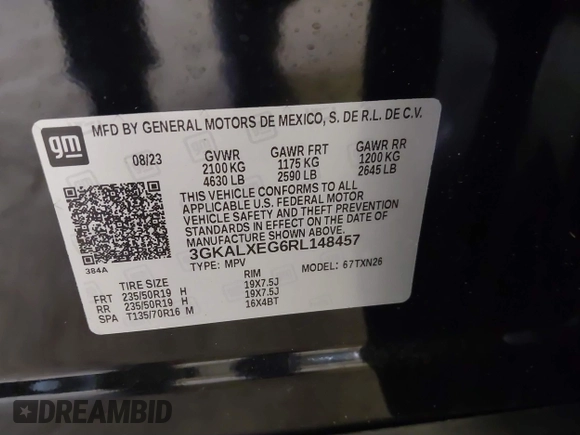 gm
MFD BY GENERAL MOTORS DE MEXICO, S. DE R.L. DE C.V.
08/23 GVWR GAWR FRT GAWR RR
2100 KG 1175 KG 1200 KG
4630 LB 2590 LB 2645 LB
THIS VEHICLE CONFORMS TO ALL
APPLICABLE U.S. FEDERAL MOTOR
VEHICLE SAFETY AND THEFT PREVENTION
STANDARDS IN EFFECT ON THE DATE OF
MANUFACTURE SHOWN ABOVE.
3GKALXEG6RL148457
384A
TYPE: MPV MODEL: 67TXN26
TIRE SIZE RIM
FRT 235/50R19 H 19X7.5J
RR 235/50R19 H 19X7.5J
SPA T135/70R16 M 16X4BT
DREAMBID